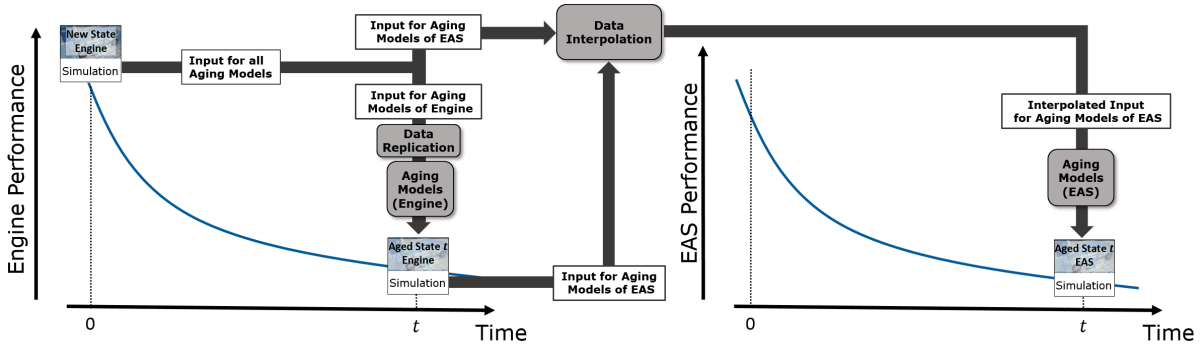 Engine Performance
New State
Engine
Simulation
Input for all
Aging Models
Input for Aging
Models of EAS
Input for Aging
Models of Engine
Data
Replication
Aging
Models
(Engine)
Aged State t
Engine
Simulation
Input for Aging
Models of EAS
0
t
Time
Data
Interpolation
EAS Performance
Interpolated Input
for Aging Models of EAS
Aging
Models
(EAS)
Aged State t
EAS
Simulation
0
t
Time